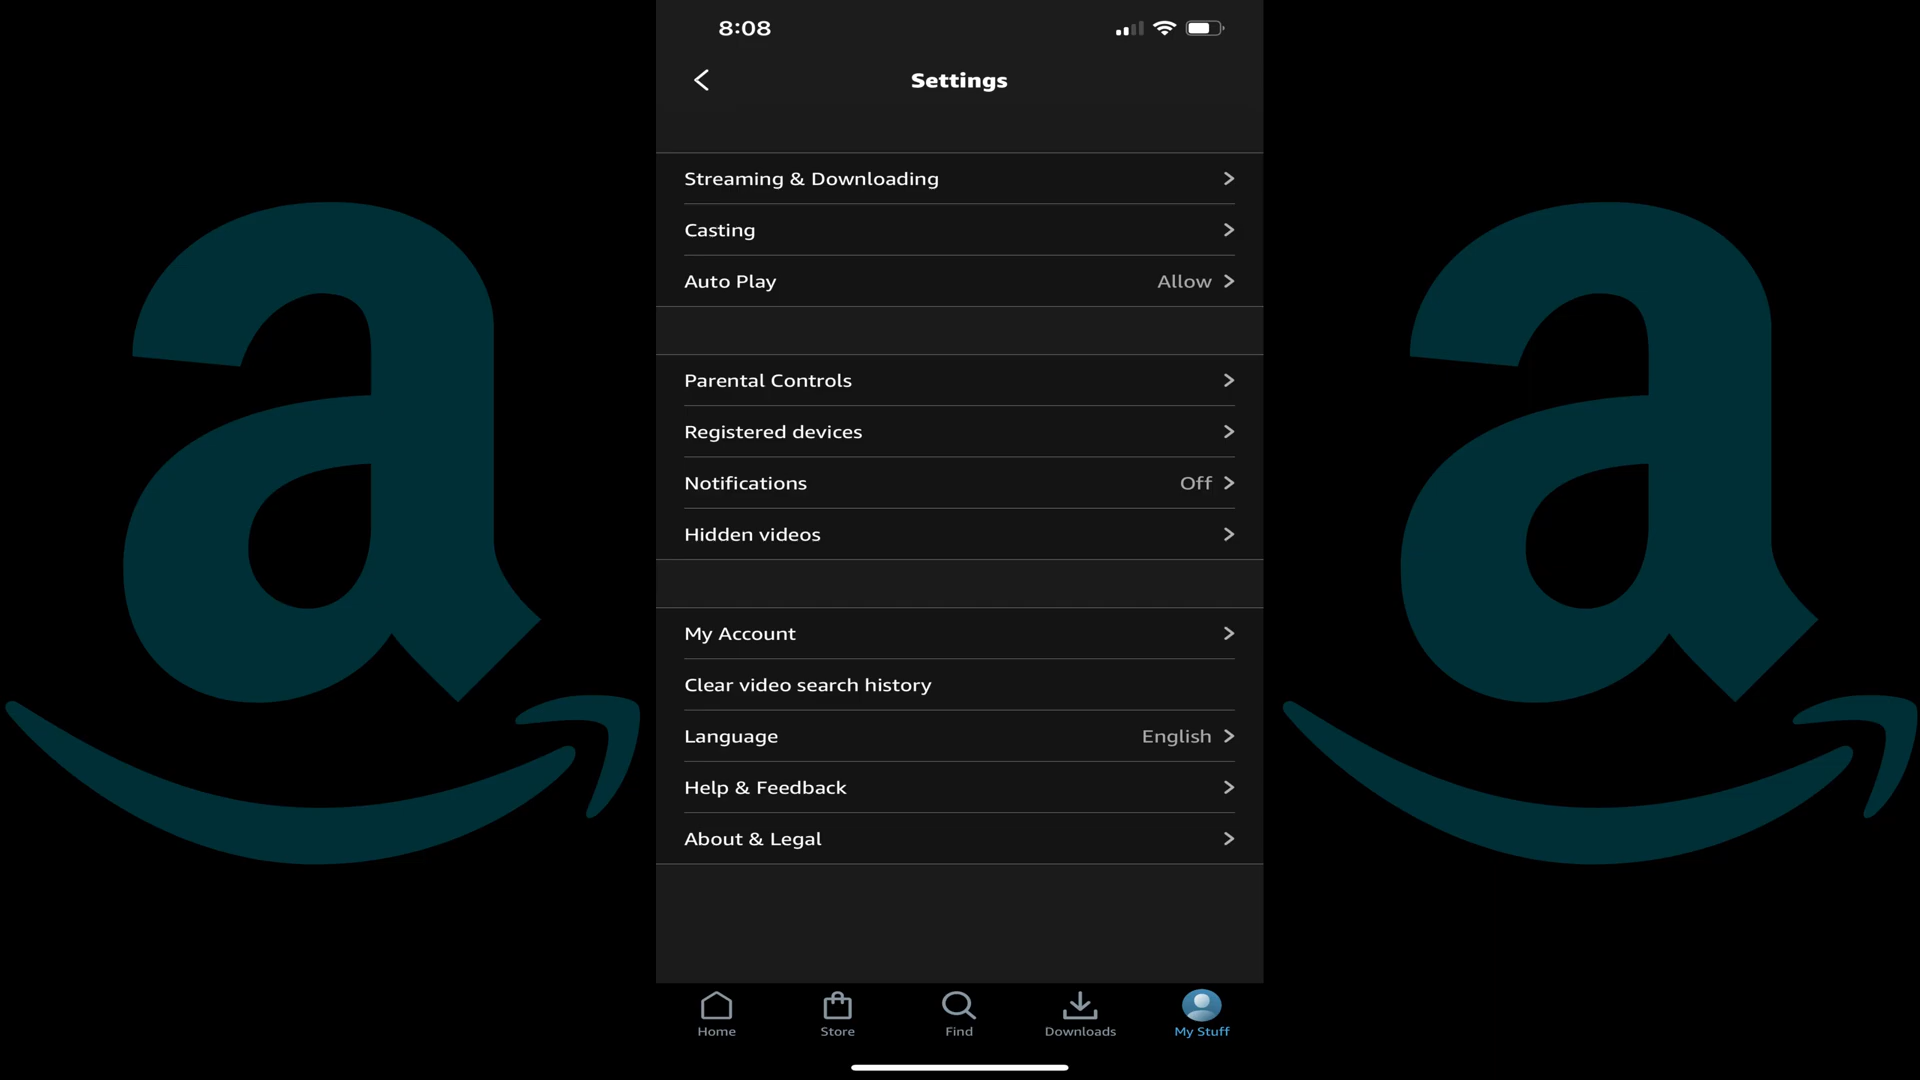 8:08
Settings
Streaming & Downloading
Casting
Auto Play Allow
Parental Controls
Registered devices
Notifications Off
Hidden videos
My Account
Clear video search history
Language English
Help & Feedback
About & Legal
Home Store Find Downloads My Stuff